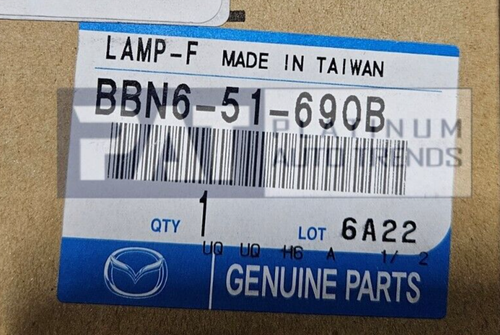 LAMP-F MADE IN TAIWAN
BBN6-51-690B
PLATINUM
PAT AUTO TRENDS
QTY 1 LOT 6A22
UQ UQ H6 A 1/ 2
GENUINE PARTS